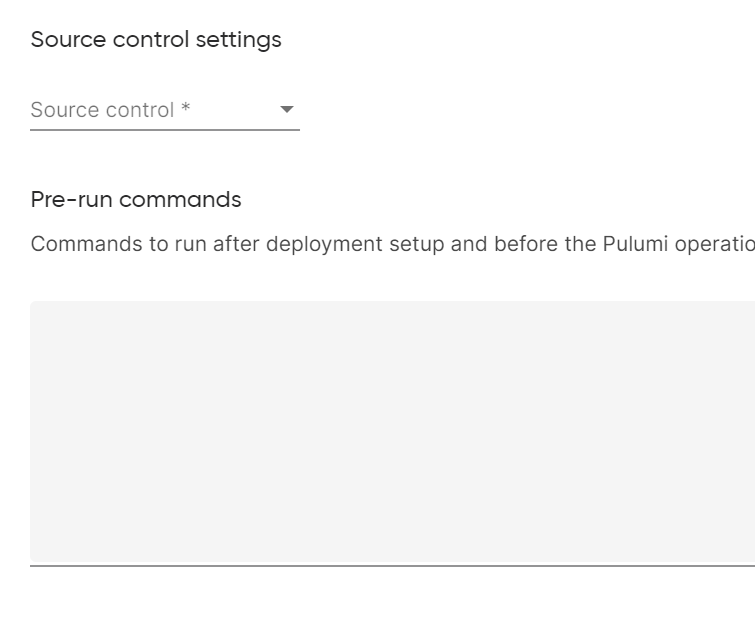 Source control settings
Source control *
Pre-run commands
Commands to run after deployment setup and before the Pulumi operatio